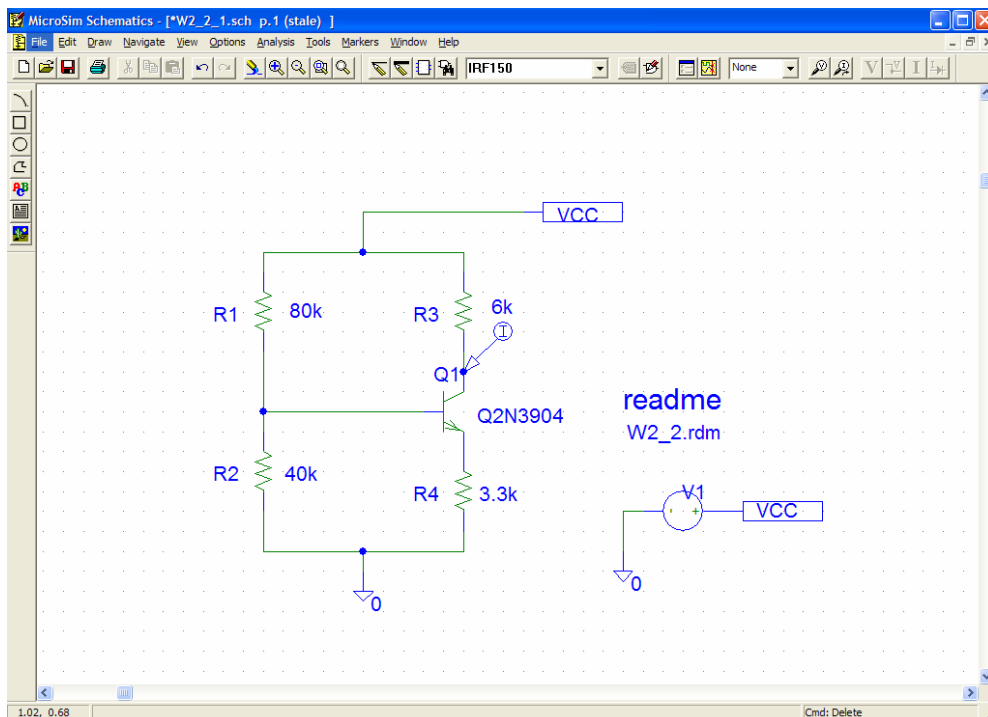 MicroSim Schematics - [*W2_2_1.sch p.1 (stale) ]
File Edit Draw Navigate View Options Analysis Tools Markers Window Help
IRF150 None V V I
ABC
VCC
R1 80k R3 6k
I
Q1
Q2N3904
readme
W2_2.rdm
R2 40k R4 3.3k
V1
- + VCC
0
0
1.02, 0.68 Cmd: Delete